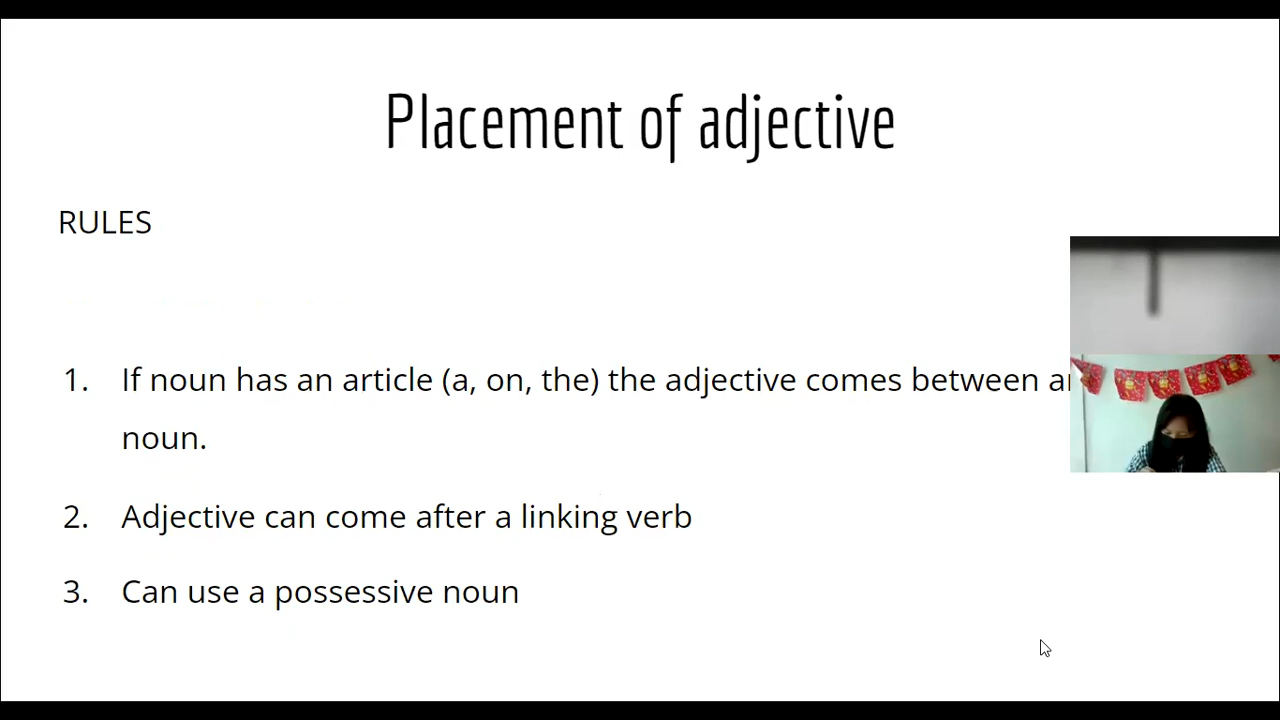 Placement of adjective
RULES
1. If noun has an article (a, on, the) the adjective comes between
noun.
2. Adjective can come after a linking verb
3. Can use a possessive noun